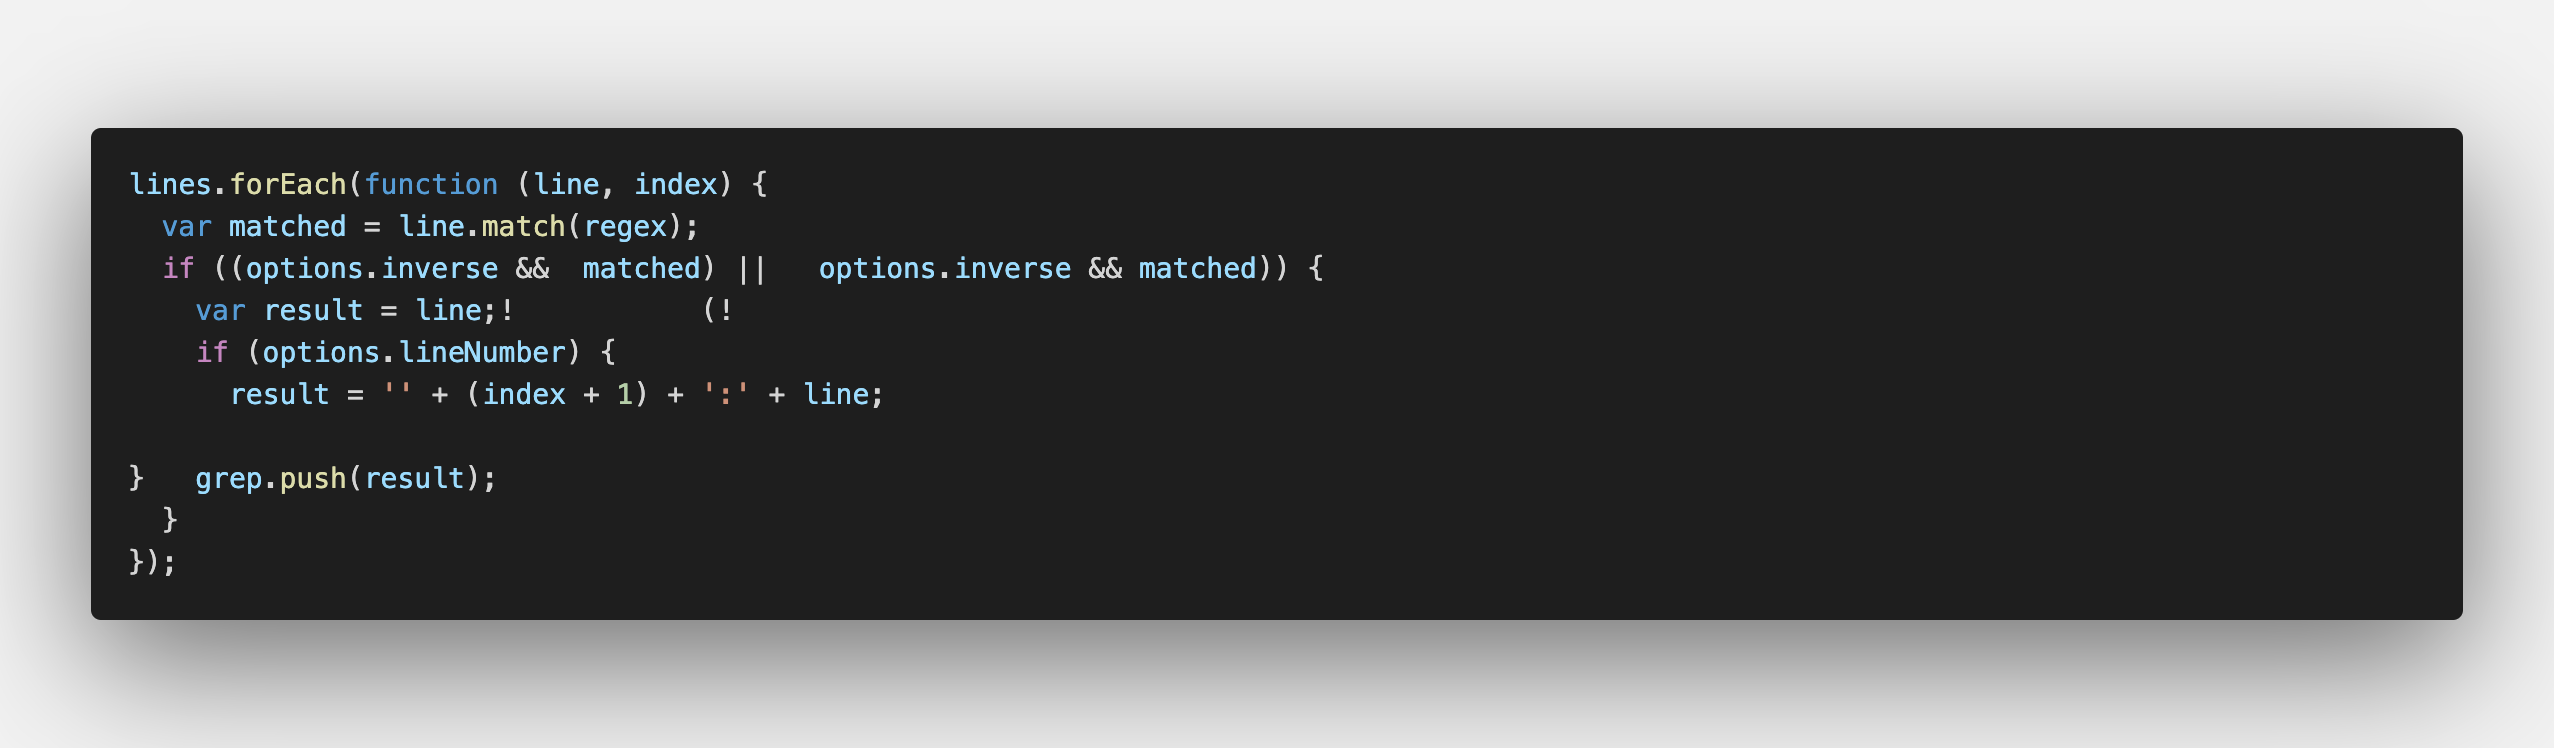 lines.forEach(function (line, index) {
  var matched = line.match(regex);
  if ((options.inverse &&  matched) ||   options.inverse && matched)) {
    var result = line;!           (!
    if (options.lineNumber) {
      result = '' + (index + 1) + ':' + line;

}   grep.push(result);
  }
});